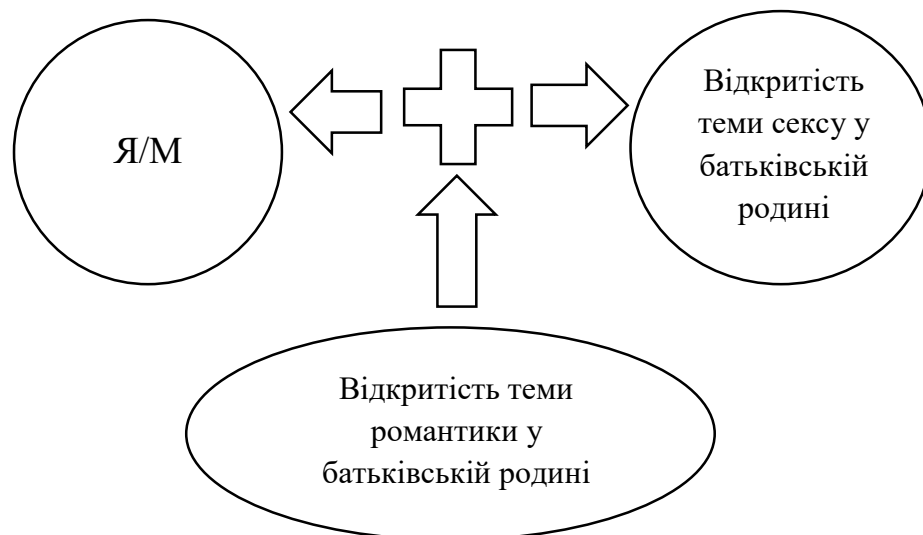 Я/М
Відкритість
теми сексу у
батьківській
родині
Відкритість теми
романтики у
батьківській родині